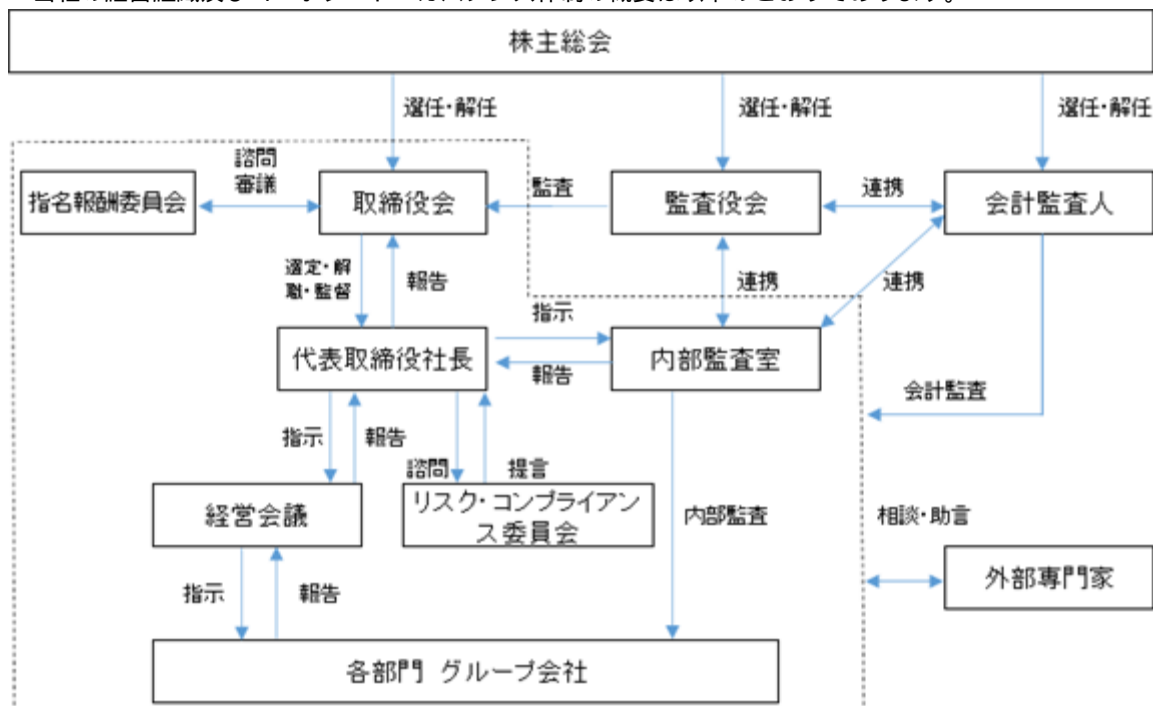 株主総会
選任・解任
選任・解任
選任・解任
諮問
審議
指名報酬委員会
取締役会
監査
監査役会
連携
会計監査人
選定・解
職・監督
報告
連携
連携
指示
代表取締役社長
報告
内部監査室
会計監査
指示
報告
諮問
提言
経営会議
リスク・コンプライアン
ス委員会
内部監査
相談・助言
指示
報告
外部専門家
各部門 グループ会社